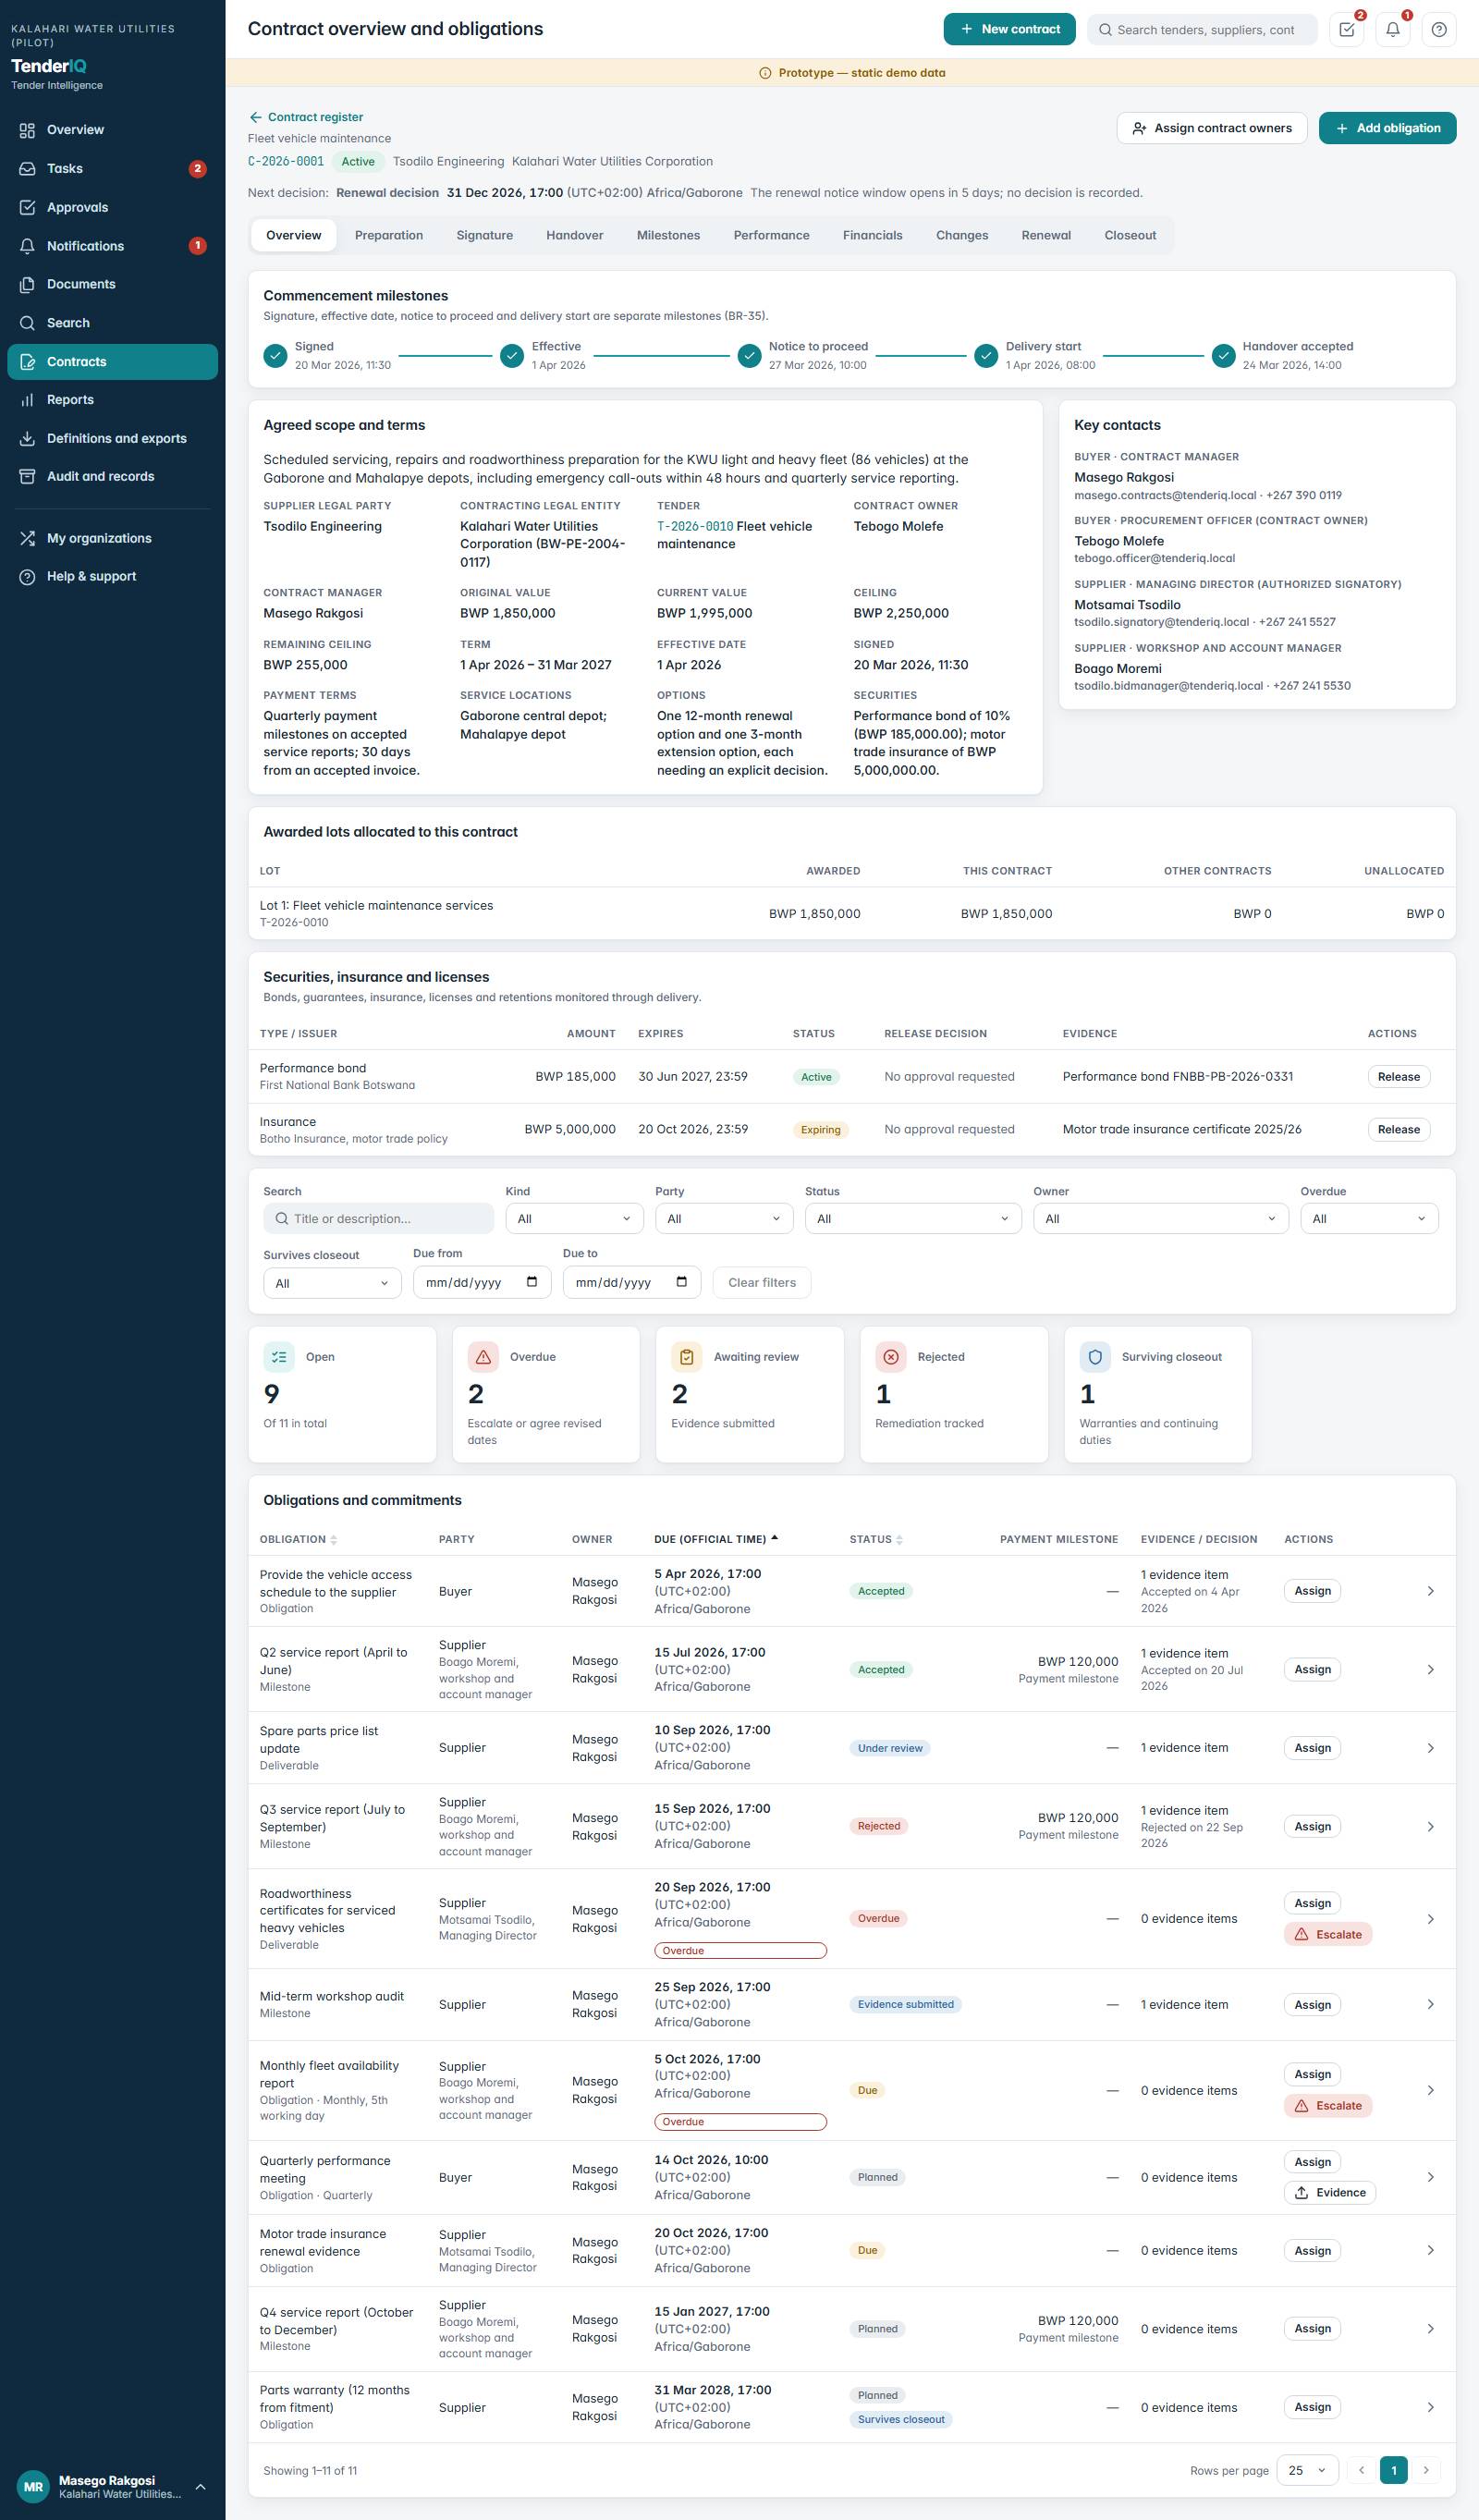 KALAHARI WATER UTILITIES
(PILOT)
TenderIQ
Tender Intelligence
Overview
Tasks 2
Approvals
Notifications 1
Documents
Search
Contracts
Reports
Definitions and exports
Audit and records
My organizations
Help & support
MR Masego Rakgosi
Kalahari Water Utilities...
Contract overview and obligations
New contract
Search tenders, suppliers, cont
2
1
Prototype — static demo data
Contract register
Fleet vehicle maintenance
C-2026-0001 Active Tsodilo Engineering Kalahari Water Utilities Corporation
Assign contract owners
Add obligation
Next decision: Renewal decision 31 Dec 2026, 17:00 (UTC+02:00) Africa/Gaborone The renewal notice window opens in 5 days; no decision is recorded.
Overview Preparation Signature Handover Milestones Performance Financials Changes Renewal Closeout
Commencement milestones
Signature, effective date, notice to proceed and delivery start are separate milestones (BR-35).
Signed
20 Mar 2026, 11:30
Effective
1 Apr 2026
Notice to proceed
27 Mar 2026, 10:00
Delivery start
1 Apr 2026, 08:00
Handover accepted
24 Mar 2026, 14:00
Agreed scope and terms
Scheduled servicing, repairs and roadworthiness preparation for the KWU light and heavy fleet (86 vehicles) at the
Gaborone and Mahalapye depots, including emergency call-outs within 48 hours and quarterly service reporting.
SUPPLIER LEGAL PARTY
Tsodilo Engineering
CONTRACTING LEGAL ENTITY
Kalahari Water Utilities
Corporation (BW-PE-2004-
0117)
TENDER
T-2026-0010 Fleet vehicle
maintenance
CONTRACT OWNER
Tebogo Molefe
CONTRACT MANAGER
Masego Rakgosi
ORIGINAL VALUE
BWP 1,850,000
CURRENT VALUE
BWP 1,995,000
CEILING
BWP 2,250,000
REMAINING CEILING
BWP 255,000
TERM
1 Apr 2026 – 31 Mar 2027
EFFECTIVE DATE
1 Apr 2026
SIGNED
20 Mar 2026, 11:30
PAYMENT TERMS
Quarterly payment
milestones on accepted
service reports; 30 days
from an accepted invoice.
SERVICE LOCATIONS
Gaborone central depot;
Mahalapye depot
OPTIONS
One 12-month renewal
option and one 3-month
extension option, each
needing an explicit decision.
SECURITIES
Performance bond of 10%
(BWP 185,000.00); motor
trade insurance of BWP
5,000,000.00.
Key contacts
BUYER · CONTRACT MANAGER
Masego Rakgosi
masego.contracts@tenderiq.local · +267 390 0119
BUYER · PROCUREMENT OFFICER (CONTRACT OWNER)
Tebogo Molefe
tebogo.officer@tenderiq.local
SUPPLIER · MANAGING DIRECTOR (AUTHORIZED SIGNATORY)
Motsamai Tsodilo
tsodilo.signatory@tenderiq.local · +267 241 5527
SUPPLIER · WORKSHOP AND ACCOUNT MANAGER
Boago Moremi
tsodilo.bidmanager@tenderiq.local · +267 241 5530
Awarded lots allocated to this contract
LOT AWARDED THIS CONTRACT OTHER CONTRACTS UNALLOCATED
Lot 1: Fleet vehicle maintenance services
T-2026-0010
BWP 1,850,000 BWP 1,850,000 BWP 0 BWP 0
Securities, insurance and licenses
Bonds, guarantees, insurance, licenses and retentions monitored through delivery.
TYPE / ISSUER AMOUNT EXPIRES STATUS RELEASE DECISION EVIDENCE ACTIONS
Performance bond
First National Bank Botswana
BWP 185,000 30 Jun 2027, 23:59 Active No approval requested Performance bond FNBB-PB-2026-0331 Release
Insurance
Botho Insurance, motor trade policy
BWP 5,000,000 20 Oct 2026, 23:59 Expiring No approval requested Motor trade insurance certificate 2025/26 Release
Search
Title or description...
Kind
All
Party
All
Status
All
Owner
All
Overdue
All
Survives closeout
All
Due from
mm/dd/yyyy
Due to
mm/dd/yyyy
Clear filters
Open
9
Of 11 in total
Overdue
2
Escalate or agree revised
dates
Awaiting review
2
Evidence submitted
Rejected
1
Remediation tracked
Surviving closeout
1
Warranties and continuing
duties
Obligations and commitments
OBLIGATION PARTY OWNER DUE (OFFICIAL TIME) STATUS PAYMENT MILESTONE EVIDENCE / DECISION ACTIONS
Provide the vehicle access
schedule to the supplier
Obligation
Buyer
Masego
Rakgosi
5 Apr 2026, 17:00
(UTC+02:00)
Africa/Gaborone
Accepted
—
1 evidence item
Accepted on 4 Apr
2026
Assign
Q2 service report (April to
June)
Milestone
Supplier
Boago Moremi,
workshop and
account manager
Masego
Rakgosi
15 Jul 2026, 17:00
(UTC+02:00)
Africa/Gaborone
Accepted
BWP 120,000
Payment milestone
1 evidence item
Accepted on 20 Jul
2026
Assign
Spare parts price list
update
Deliverable
Supplier
Masego
Rakgosi
10 Sep 2026, 17:00
(UTC+02:00)
Africa/Gaborone
Under review
—
1 evidence item
Assign
Q3 service report (July to
September)
Milestone
Supplier
Boago Moremi,
workshop and
account manager
Masego
Rakgosi
15 Sep 2026, 17:00
(UTC+02:00)
Africa/Gaborone
Rejected
BWP 120,000
Payment milestone
1 evidence item
Rejected on 22 Sep
2026
Assign
Roadworthiness
certificates for serviced
heavy vehicles
Deliverable
Supplier
Motsamai Tsodilo,
Managing Director
Masego
Rakgosi
20 Sep 2026, 17:00
(UTC+02:00)
Africa/Gaborone
Overdue
Overdue
—
0 evidence items
Assign
Escalate
Mid-term workshop audit
Milestone
Supplier
Masego
Rakgosi
25 Sep 2026, 17:00
(UTC+02:00)
Africa/Gaborone
Evidence submitted
—
1 evidence item
Assign
Monthly fleet availability
report
Obligation · Monthly, 5th
working day
Supplier
Boago Moremi,
workshop and
account manager
Masego
Rakgosi
5 Oct 2026, 17:00
(UTC+02:00)
Africa/Gaborone
Overdue
Due
—
0 evidence items
Assign
Escalate
Quarterly performance
meeting
Obligation · Quarterly
Buyer
Masego
Rakgosi
14 Oct 2026, 10:00
(UTC+02:00)
Africa/Gaborone
Planned
—
0 evidence items
Assign
Evidence
Motor trade insurance
renewal evidence
Obligation
Supplier
Motsamai Tsodilo,
Managing Director
Masego
Rakgosi
20 Oct 2026, 17:00
(UTC+02:00)
Africa/Gaborone
Due
—
0 evidence items
Assign
Q4 service report (October
to December)
Milestone
Supplier
Boago Moremi,
workshop and
account manager
Masego
Rakgosi
15 Jan 2027, 17:00
(UTC+02:00)
Africa/Gaborone
Planned
BWP 120,000
Payment milestone
0 evidence items
Assign
Parts warranty (12 months
from fitment)
Obligation
Supplier
Masego
Rakgosi
31 Mar 2028, 17:00
(UTC+02:00)
Africa/Gaborone
Planned
Survives closeout
—
0 evidence items
Assign
Showing 1–11 of 11
Rows per page 25 1